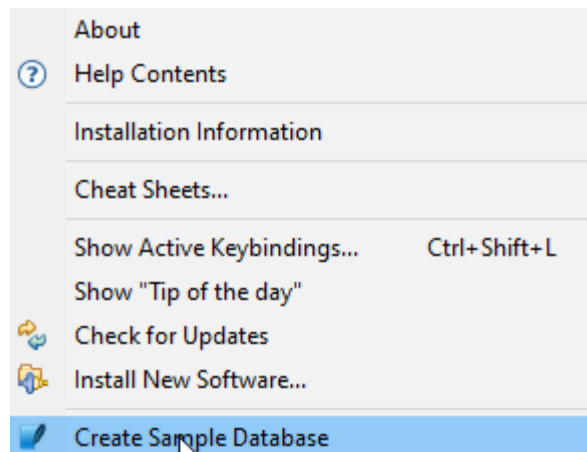 About
Help Contents
Installation Information
Cheat Sheets...
Show Active Keybindings... Ctrl+Shift+L
Show "Tip of the day"
Check for Updates
Install New Software...
Create Sample Database